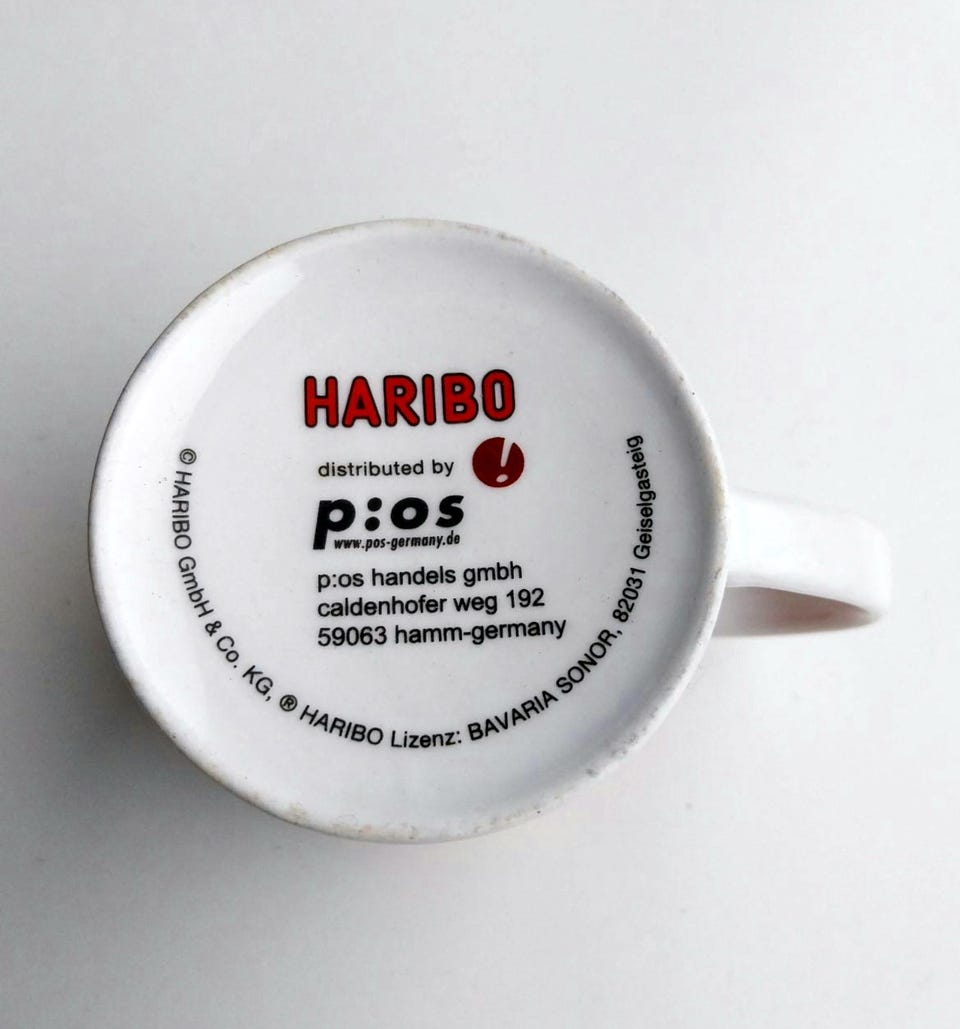 HARIBO
distributed by !
p:os
www.pos-germany.de
p:os handels gmbh
caldenhofer weg 192
59063 hamm-germany
© HARIBO GmbH & Co. KG, ® HARIBO Lizenz: BAVARIA SONOR, 82031 Geiselgasteig